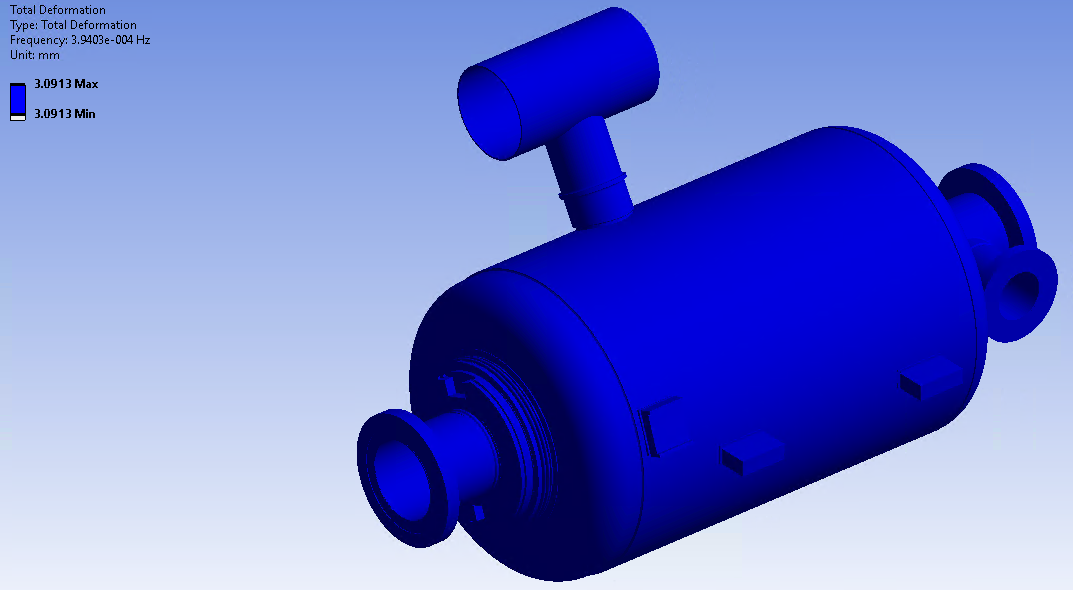 Total Deformation
Type: Total Deformation
Frequency: 3.9403e-004 Hz
Unit: mm
3.0913 Max
3.0913 Min